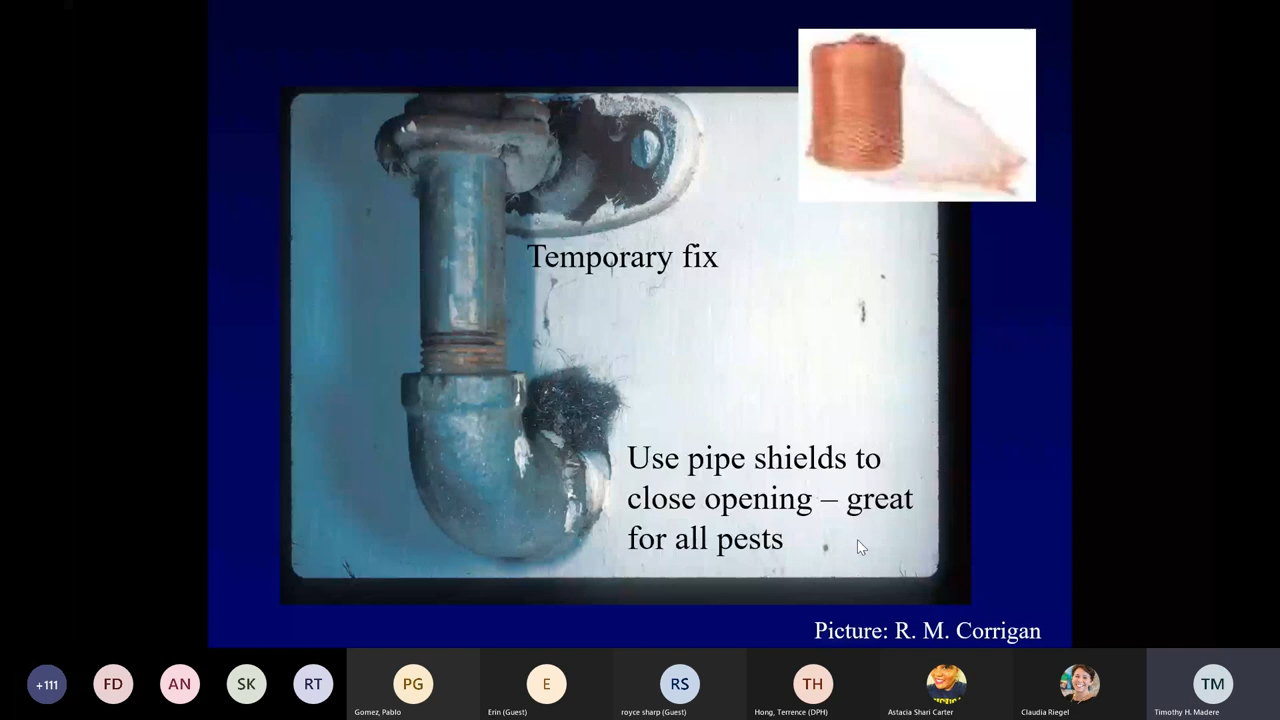 Temporary fix
Use pipe shields to
close opening – great
for all pests
Picture: R. M. Corrigan
+111
FD
AN
SK
RT
PG
E
RS
TH
TM
Gomez, Pablo
Erin (Guest)
royce sharp (Guest)
Hong, Terrence (DPH)
Astacia Shari Carter
Claudia Riegel
Timothy H. Madere